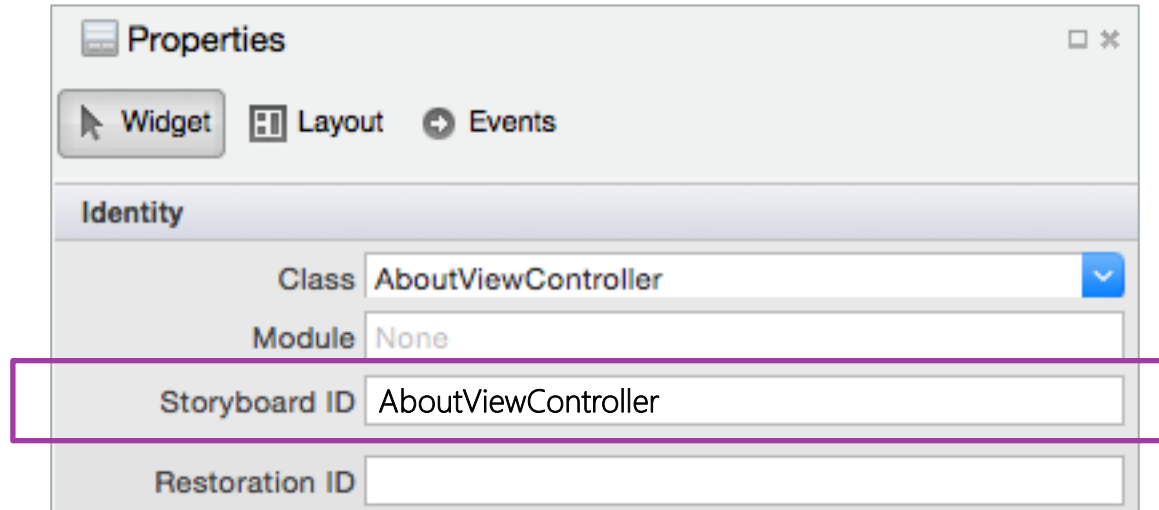 Properties
Widget Layout Events
Identity
Class AboutViewController
Module None
Storyboard ID AboutViewController
Restoration ID